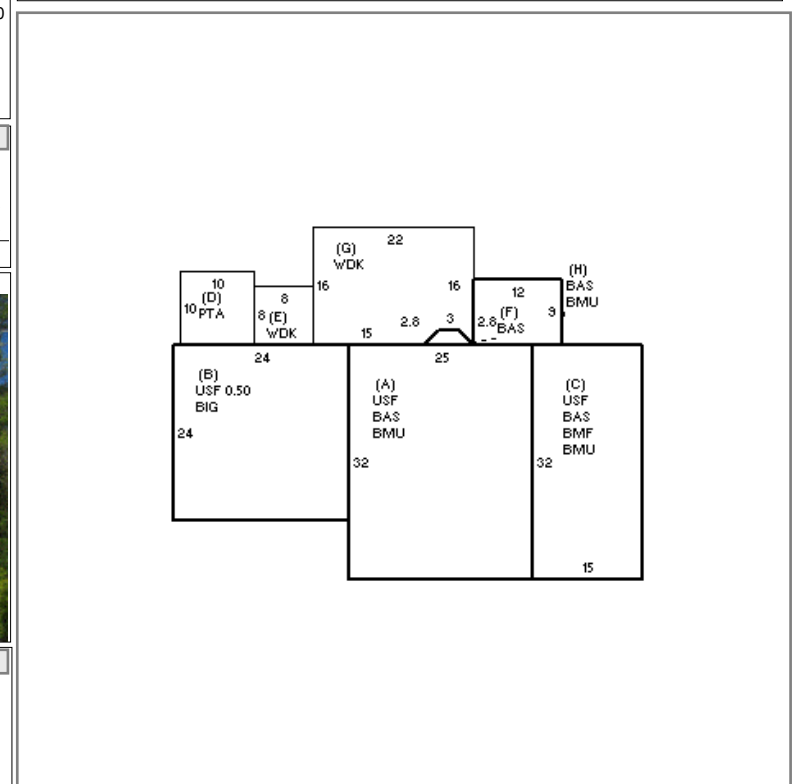 22
(G)
WDK
16
16
10
(D)
10 PTA
8
8 (E)
WDK
15
2.8
3
2.8
12
(F)
BAS
9
(H)
BAS
BMU
24
(B)
USF 0.50
BIG
24
25
(A)
USF
BAS
BMU
32
(C)
USF
BAS
BMF
BMU
32
15